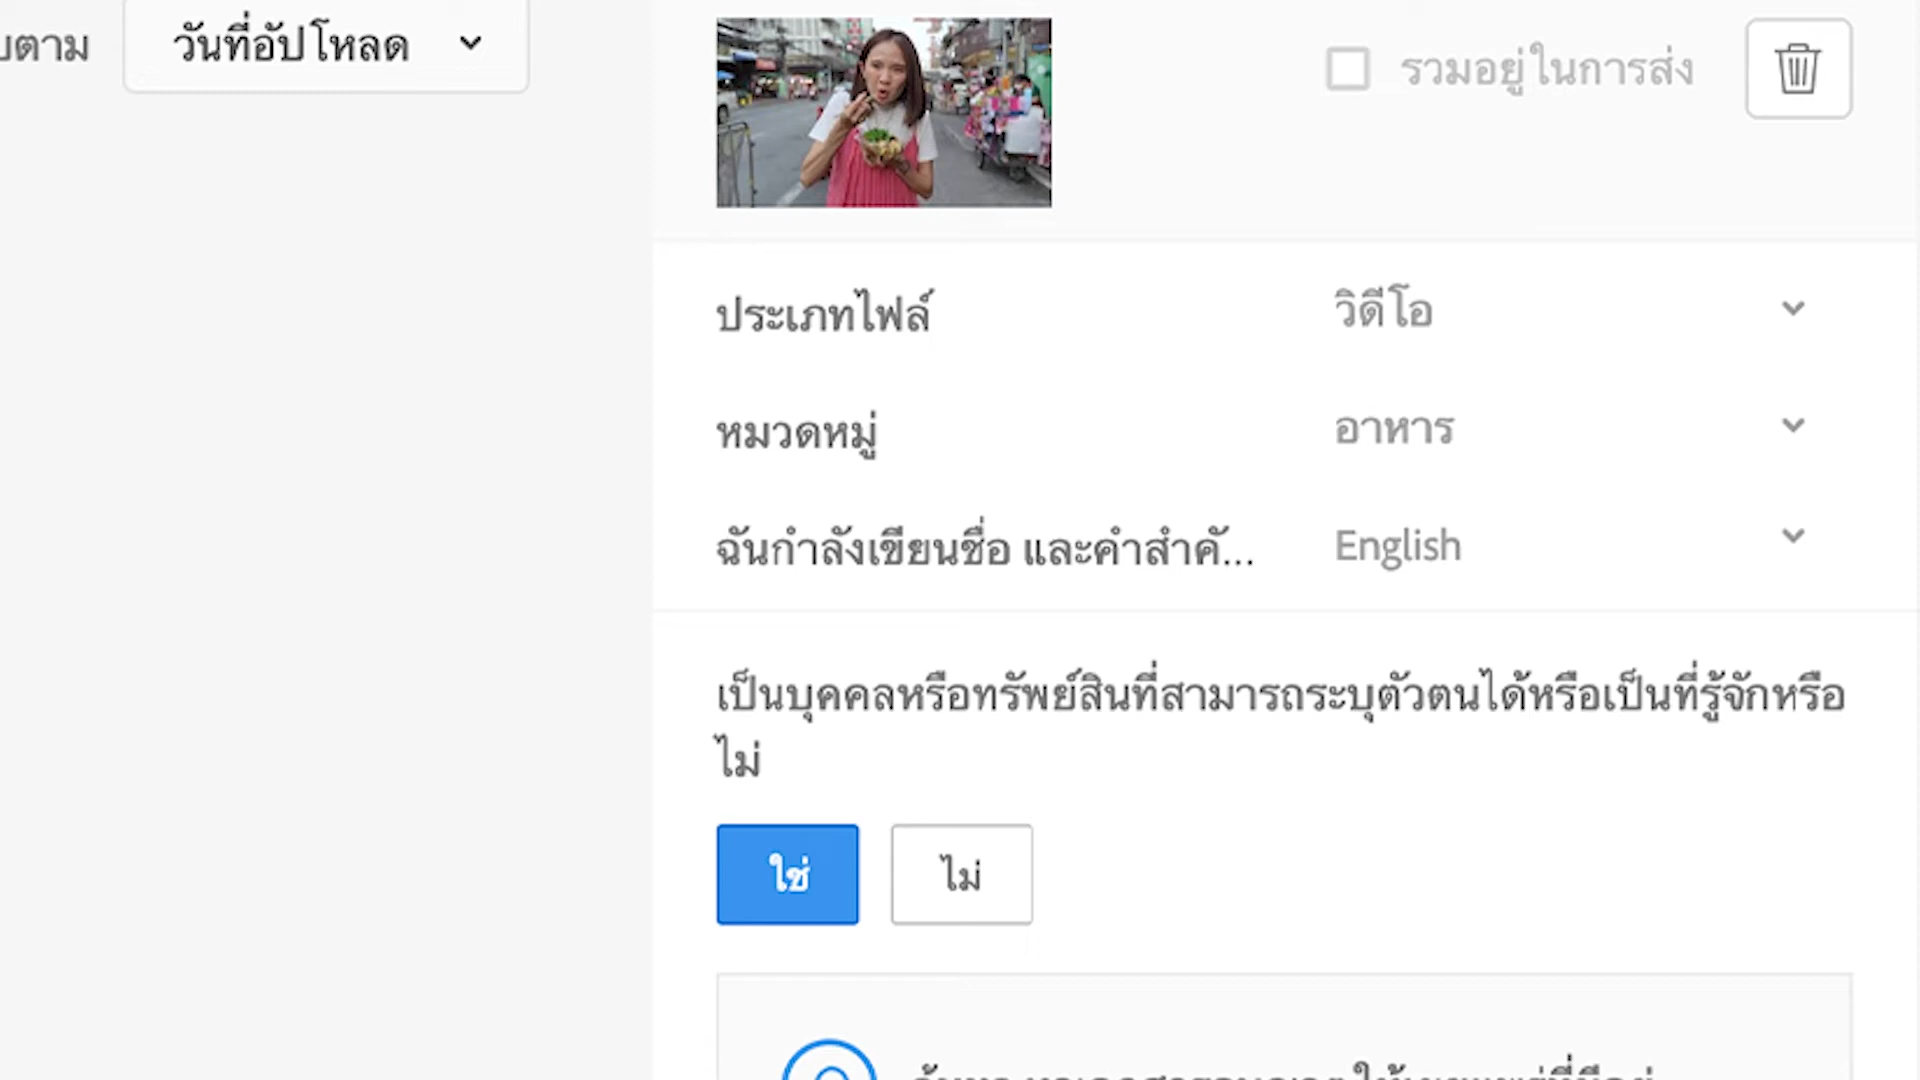 วันที่อัปโหลด
รวมอยู่ในการส่ง
ประเภทไฟล์ วิดีโอ
หมวดหมู่ อาหาร
ฉันกำลังเขียนชื่อ และคำสำคั... English
เป็นบุคคลหรือทรัพย์สินที่สามารถระบุตัวตนได้หรือเป็นที่รู้จักหรือ
ไม่
ใช่ ไม่